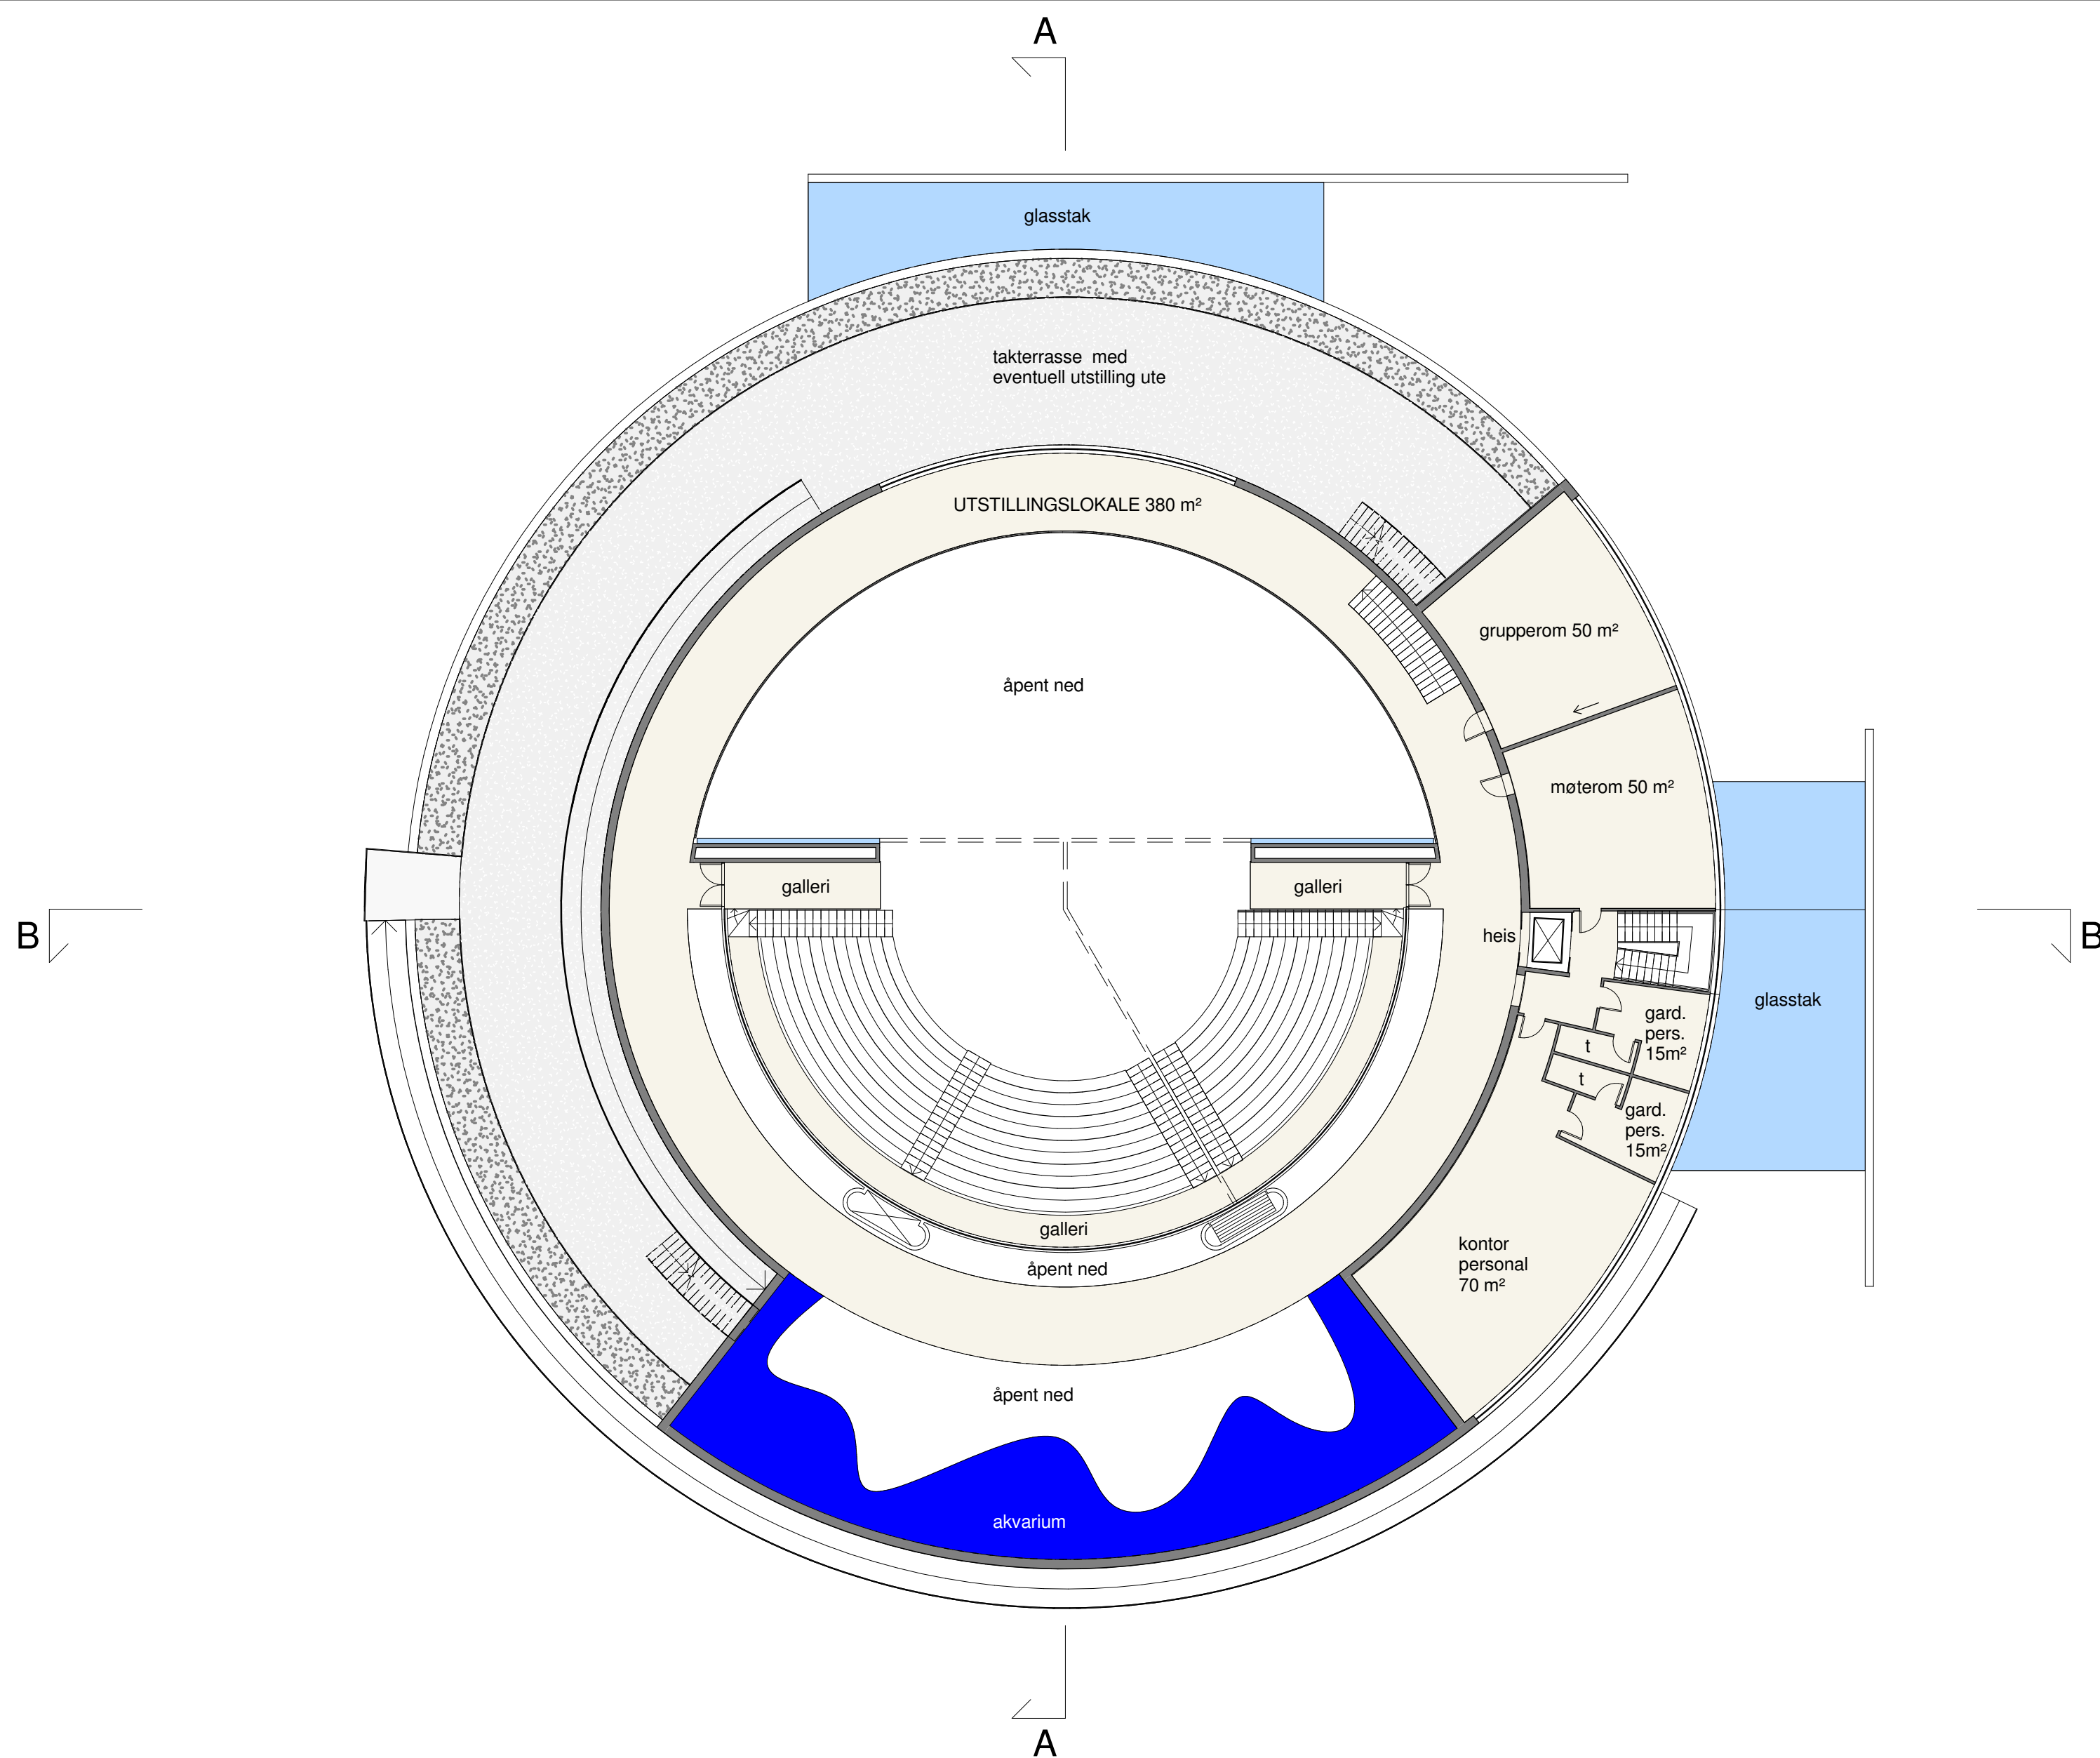 A
glasstak
takterrasse med
eventuell utstilling ute
UTSTILLINGSLOKALE 380 m²
grupperom 50 m²
åpent ned
møterom 50 m²
galleri
galleri
B
heis
B
glasstak
gard.
pers.
15m²
t
t
gard.
pers.
15m²
galleri
åpent ned
kontor
personal
70 m²
åpent ned
akvarium
A